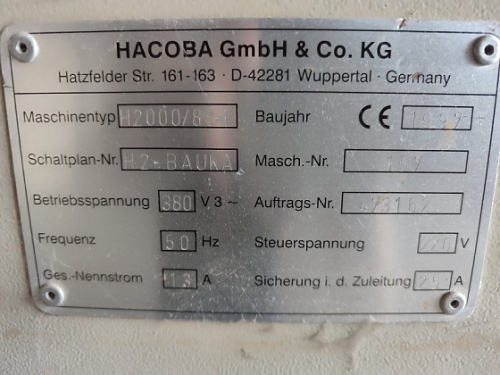 HACOBA GmbH & Co. KG
Hatzfelder Str. 161-163 · D-42281 Wuppertal · Germany
Maschinentyp Baujahr CE
Schaltplan-Nr. H2-BAUKA Masch.-Nr.
Betriebsspannung 380 V 3 ~ Auftrags-Nr.
Frequenz 50 Hz Steuerspannung 220 V
Ges.-Nennstrom 13 A Sicherung i. d. Zuleitung 25 A